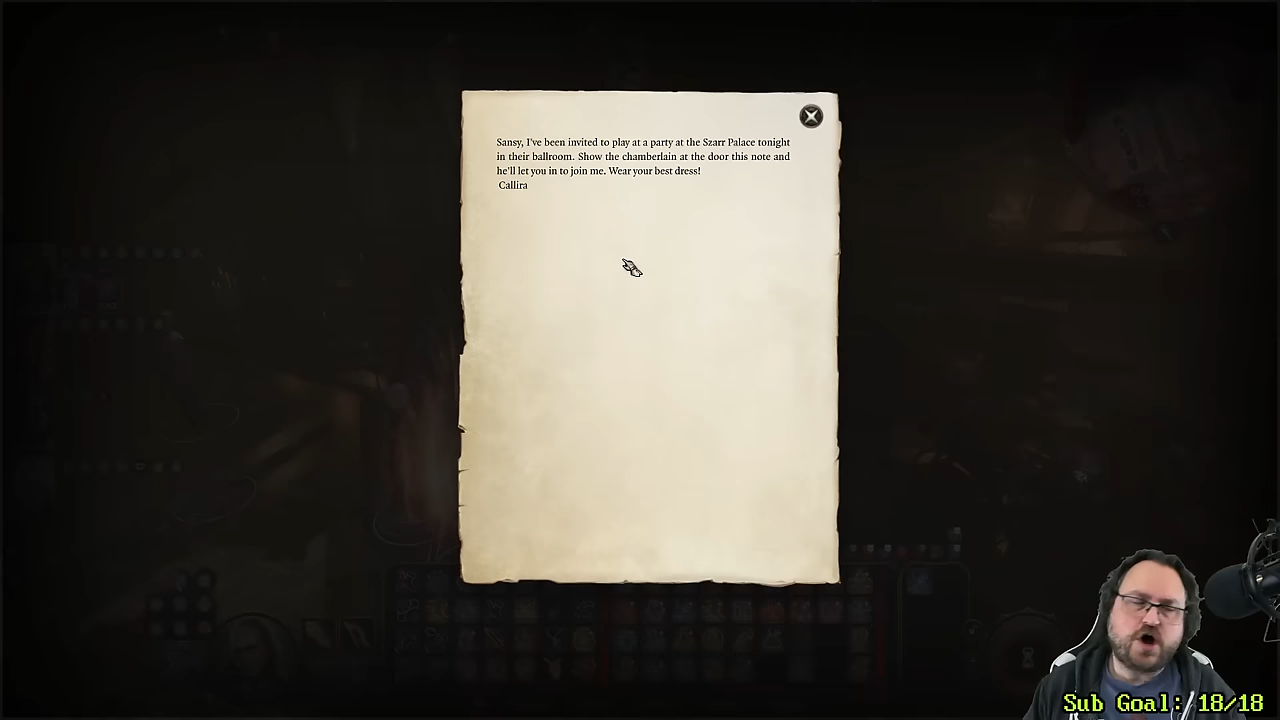 Sansy, I've been invited to play at a party at the Szarr Palace tonight
in their ballroom. Show the chamberlain at the door this note and
he'll let you in to join me. Wear your best dress!
Callira
Sub Goal: 18/18